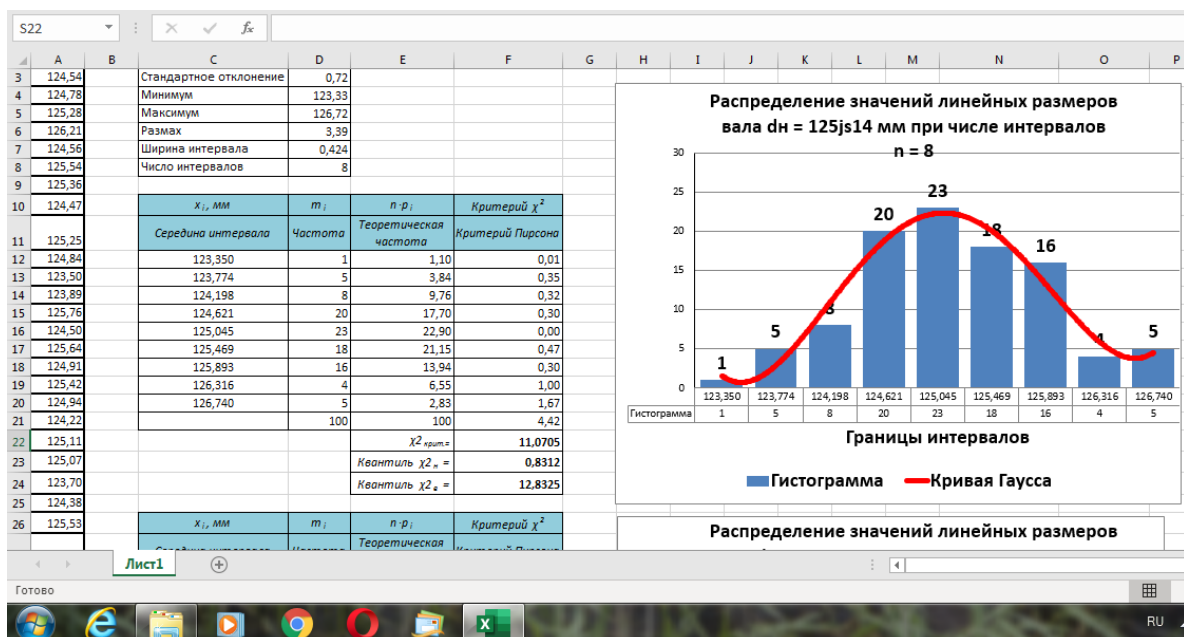 S22
fx
A B C D E F G H I J K L M N O P
3 124,54 Стандартное отклонение 0,72
4 124,78 Минимум 123,33
5 125,28 Максимум 126,72
6 126,21 Размах 3,39
7 124,56 Ширина интервала 0,424
8 125,54 Число интервалов 8
9 125,36
10 124,47 x i, мм m i n·p i Критерий χ²
11 125,25 Середина интервала Частота Теоретическая частота Критерий Пирсона
12 124,84 123,350 1 1,10 0,01
13 123,50 123,774 5 3,84 0,35
14 123,89 124,198 8 9,76 0,32
15 125,76 124,621 20 17,70 0,30
16 124,50 125,045 23 22,90 0,00
17 125,64 125,469 18 21,15 0,47
18 124,91 125,893 16 13,94 0,30
19 125,42 126,316 4 6,55 1,00
20 124,94 126,740 5 2,83 1,67
21 124,22 100 100 4,42
22 125,11 χ2 крит.= 11,0705
23 125,07 Квантиль χ2 н = 0,8312
24 123,70 Квантиль χ2 в = 12,8325
25 124,38
26 125,53 x i, мм m i n·p i Критерий χ²
Теоретическая
Распределение значений линейных размеров
вала dн = 125js14 мм при числе интервалов
n = 8
30
25
20
15
10
5
0
1 5 8 20 23 18 16 4 5
123,350 123,774 124,198 124,621 125,045 125,469 125,893 126,316 126,740
Гистограмма 1 5 8 20 23 18 16 4 5
Границы интервалов
Гистограмма Кривая Гаусса
Распределение значений линейных размеров
Лист1
Готово
RU